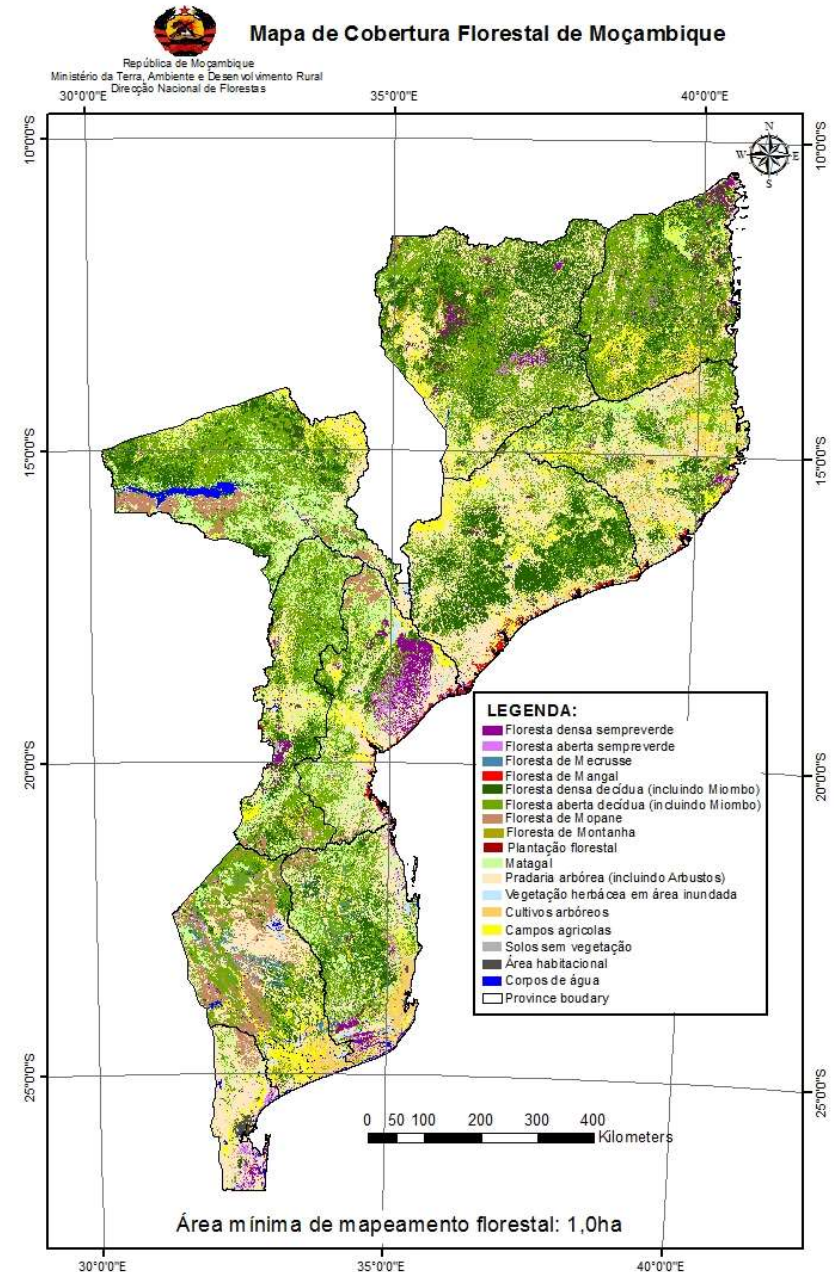 Mapa de Cobertura Florestal de Moçambique
República de Moçambique
Ministério da Terra, Ambiente e Desenvolvimento Rural
Direcção Nacional de Florestas
30°0'0"E 35°0'0"E 40°0'0"E
10°0'0"S 10°0'0"S
N
W E
S
15°0'0"S 15°0'0"S
20°0'0"S 20°0'0"S
LEGENDA:
Floresta densa sempreverde
Floresta aberta sempreverde
Floresta de Mecrusse
Floresta de Mangal
Floresta densa decídua (incluindo Miombo)
Floresta aberta decídua (incluindo Miombo)
Floresta de Mopane
Floresta de Montanha
Plantação florestal
Matagal
Pradaria arbórea (incluindo Arbustos)
Vegetação herbácea em área inundada
Cultivos arbóreos
Campos agricolas
Solos sem vegetação
Área habitacional
Corpos de água
Province boudary
25°0'0"S 25°0'0"S
0 50 100 200 300 400
Kilometers
Área mínima de mapeamento florestal: 1,0ha
30°0'0"E 35°0'0"E 40°0'0"E